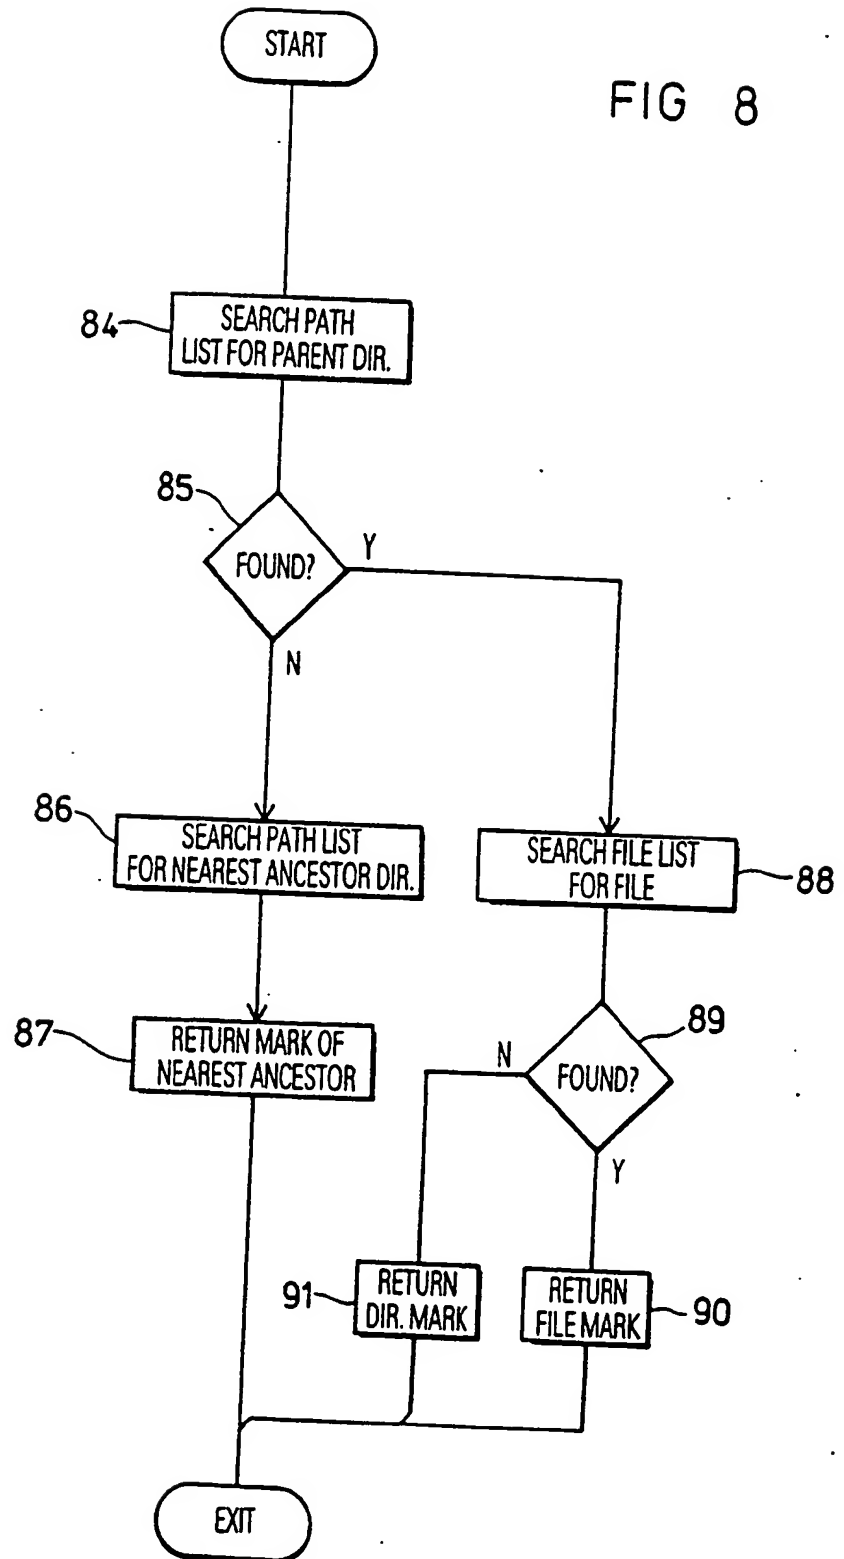 START
FIG 8
84
SEARCH PATH
LIST FOR PARENT DIR.
85
FOUND?
Y
N
86
SEARCH PATH LIST
FOR NEAREST ANCESTOR DIR.
SEARCH FILE LIST
FOR FILE
88
87
RETURN MARK OF
NEAREST ANCESTOR
89
N
FOUND?
Y
91
RETURN
DIR. MARK
RETURN
FILE MARK
90
EXIT